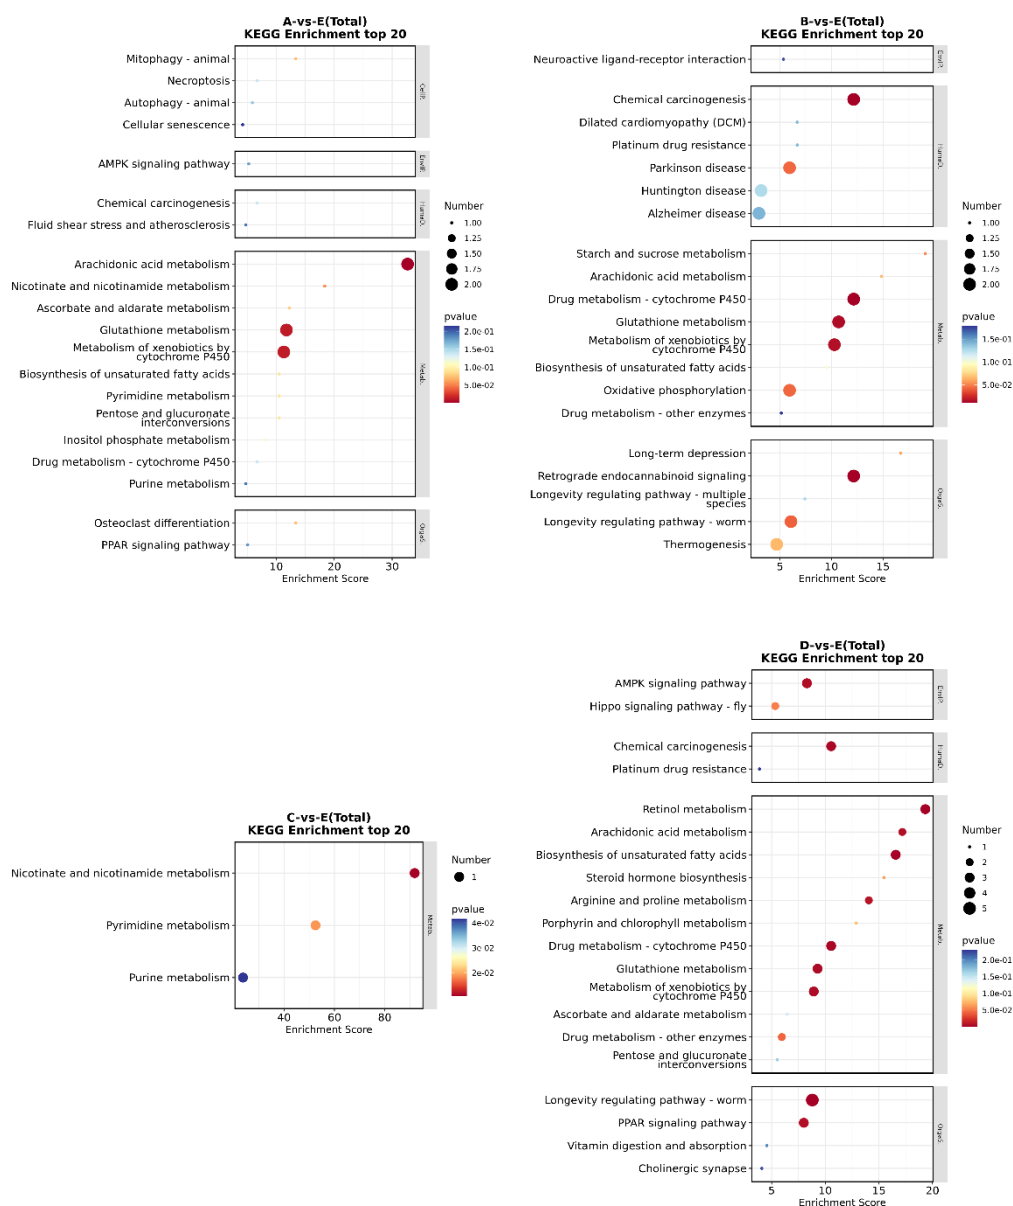 A-vs-E(Total)
KEGG Enrichment top 20
Mitophagy - animal
Necroptosis
Autophagy - animal
Cellular senescence
CellP.
AMPK signaling pathway
EnviP.
Chemical carcinogenesis
Fluid shear stress and atherosclerosis
HumaD.
Arachidonic acid metabolism
Nicotinate and nicotinamide metabolism
Ascorbate and aldarate metabolism
Glutathione metabolism
Metabolism of xenobiotics by
cytochrome P450
Biosynthesis of unsaturated fatty acids
Pyrimidine metabolism
Pentose and glucuronate
interconversions
Inositol phosphate metabolism
Drug metabolism - cytochrome P450
Purine metabolism
Metab.
Osteoclast differentiation
PPAR signaling pathway
OrgaS.
10 20 30
Enrichment Score
Number
1.00
1.25
1.50
1.75
2.00
pvalue
2.0e-01
1.5e-01
1.0e-01
5.0e-02
B-vs-E(Total)
KEGG Enrichment top 20
Neuroactive ligand-receptor interaction
EnviP.
Chemical carcinogenesis
Dilated cardiomyopathy (DCM)
Platinum drug resistance
Parkinson disease
Huntington disease
Alzheimer disease
HumaD.
Starch and sucrose metabolism
Arachidonic acid metabolism
Drug metabolism - cytochrome P450
Glutathione metabolism
Metabolism of xenobiotics by
cytochrome P450
Biosynthesis of unsaturated fatty acids
Oxidative phosphorylation
Drug metabolism - other enzymes
Metab.
Long-term depression
Retrograde endocannabinoid signaling
Longevity regulating pathway - multiple
species
Longevity regulating pathway - worm
Thermogenesis
OrgaS.
5 10 15
Enrichment Score
Number
1.00
1.25
1.50
1.75
2.00
pvalue
1.5e-01
1.0e-01
5.0e-02
C-vs-E(Total)
KEGG Enrichment top 20
Nicotinate and nicotinamide metabolism
Pyrimidine metabolism
Purine metabolism
Metab.
40 60 80
Enrichment Score
Number
1
pvalue
4e-02
3e-02
2e-02
D-vs-E(Total)
KEGG Enrichment top 20
AMPK signaling pathway
Hippo signaling pathway - fly
EnviP.
Chemical carcinogenesis
Platinum drug resistance
HumaD.
Retinol metabolism
Arachidonic acid metabolism
Biosynthesis of unsaturated fatty acids
Steroid hormone biosynthesis
Arginine and proline metabolism
Porphyrin and chlorophyll metabolism
Drug metabolism - cytochrome P450
Glutathione metabolism
Metabolism of xenobiotics by
cytochrome P450
Ascorbate and aldarate metabolism
Drug metabolism - other enzymes
Pentose and glucuronate
interconversions
Metab.
Longevity regulating pathway - worm
PPAR signaling pathway
Vitamin digestion and absorption
Cholinergic synapse
OrgaS.
5 10 15 20
Enrichment Score
Number
1
2
3
4
5
pvalue
2.0e-01
1.5e-01
1.0e-01
5.0e-02